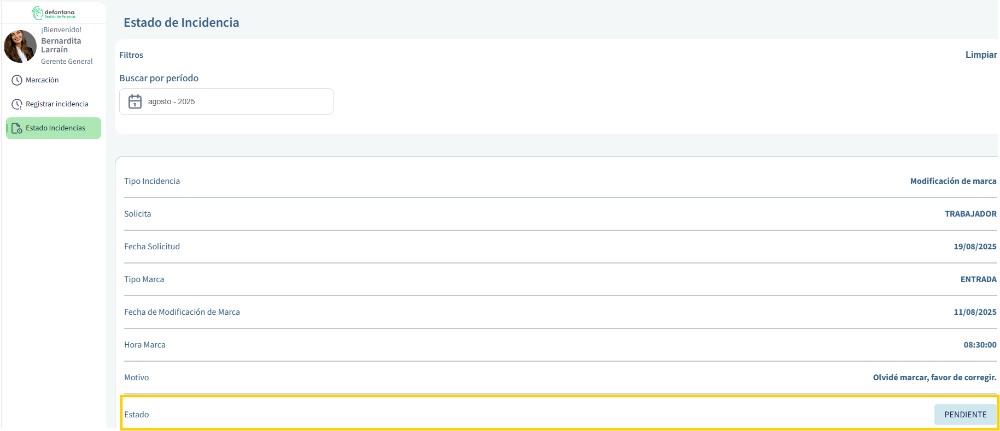 defontana
Gestión de Personas
¡Bienvenido!
Bernardita
Larraín
Gerente General
Marcación
Registrar incidencia
Estado Incidencias
Estado de Incidencia
Filtros
Limpiar
Buscar por período
1
agosto - 2025
Tipo Incidencia
Modificación de marca
Solicita
TRABAJADOR
Fecha Solicitud
19/08/2025
Tipo Marca
ENTRADA
Fecha de Modificación de Marca
11/08/2025
Hora Marca
08:30:00
Motivo
Olvidé marcar, favor de corregir.
Estado
PENDIENTE